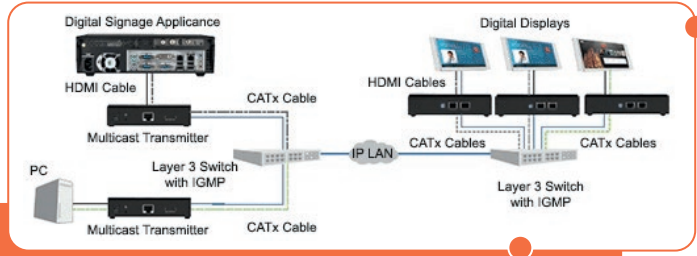 Digital Signage Applicance
Digital Displays
HDMI Cable
CATx Cable
HDMI Cables
Multicast Transmitter
CATx Cables
CATx Cables
IP LAN
PC
Layer 3 Switch
with IGMP
Layer 3 Switch
with IGMP
Multicast Transmitter
CATx Cable